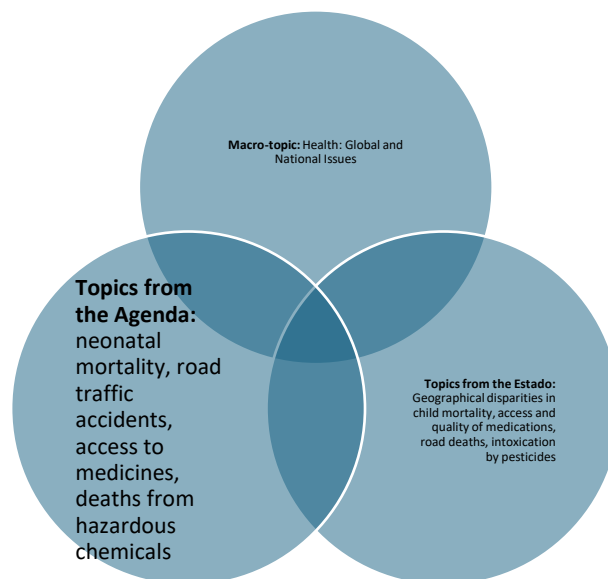 Macro-topic: Health: Global and
National Issues
Topics from
the Agenda:
neonatal
mortality, road
traffic
accidents,
access to
medicines,
deaths from
hazardous
chemicals
Topics from the Estado:
Geographical disparities in
child mortality, access and
quality of medications,
road deaths, intoxication
by pesticides